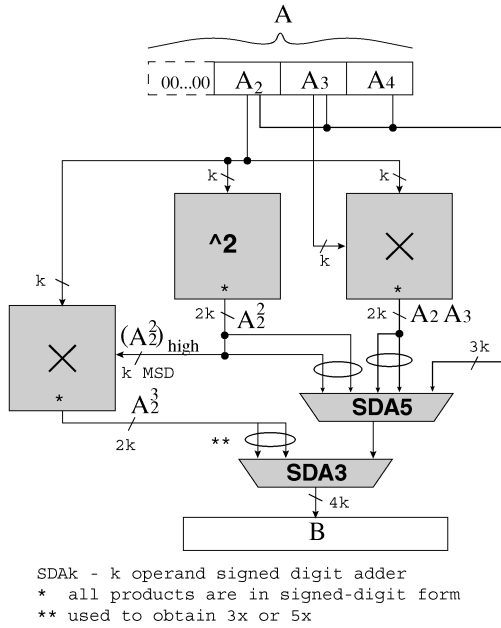 A
00...00 A2 A3 A4
k k
^2
k
k
* *
2k A2^2 2k A2 A3
(A2^2)high
k MSD
3k
*
A2^3
SDA5
2k
**
SDA3
4k
B
SDAk - k operand signed digit adder
* all products are in signed-digit form
** used to obtain 3x or 5x